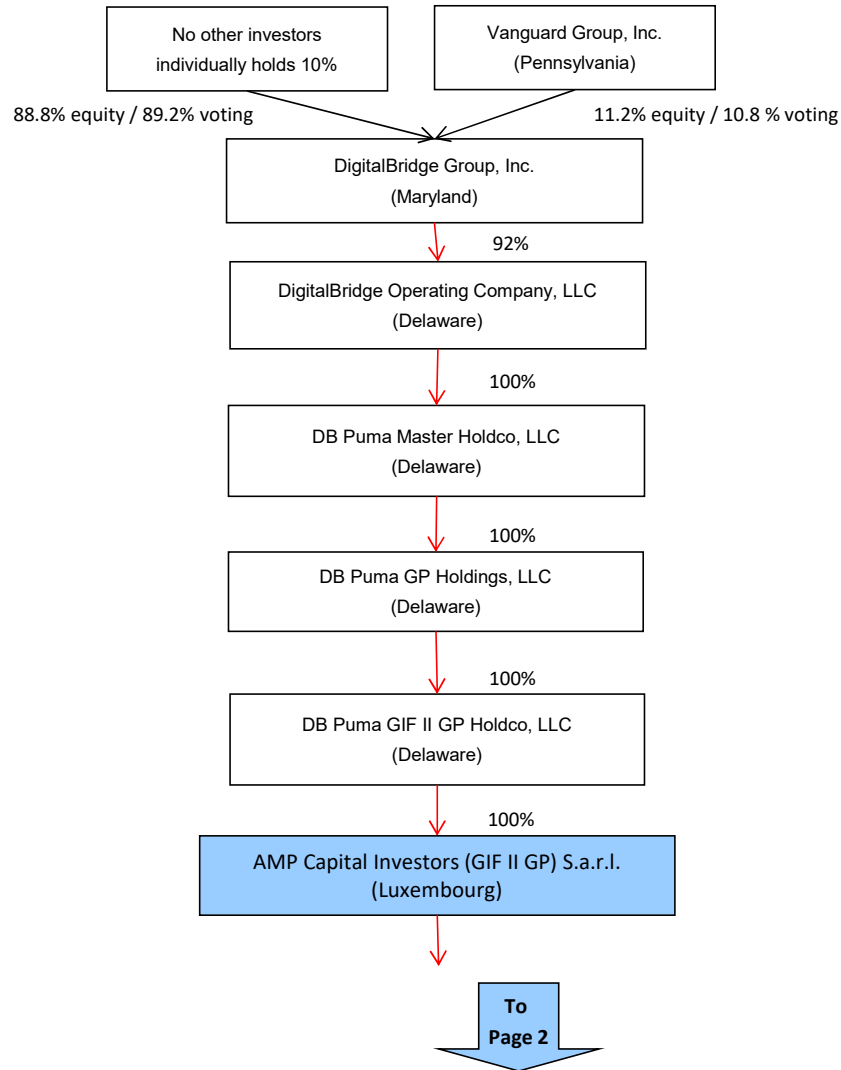 No other investors
individually holds 10%
Vanguard Group, Inc.
(Pennsylvania)
88.8% equity / 89.2% voting
11.2% equity / 10.8 % voting
DigitalBridge Group, Inc.
(Maryland)
92%
DigitalBridge Operating Company, LLC
(Delaware)
100%
DB Puma Master Holdco, LLC
(Delaware)
100%
DB Puma GP Holdings, LLC
(Delaware)
100%
DB Puma GIF II GP Holdco, LLC
(Delaware)
100%
AMP Capital Investors (GIF II GP) S.a.r.l.
(Luxembourg)
To
Page 2